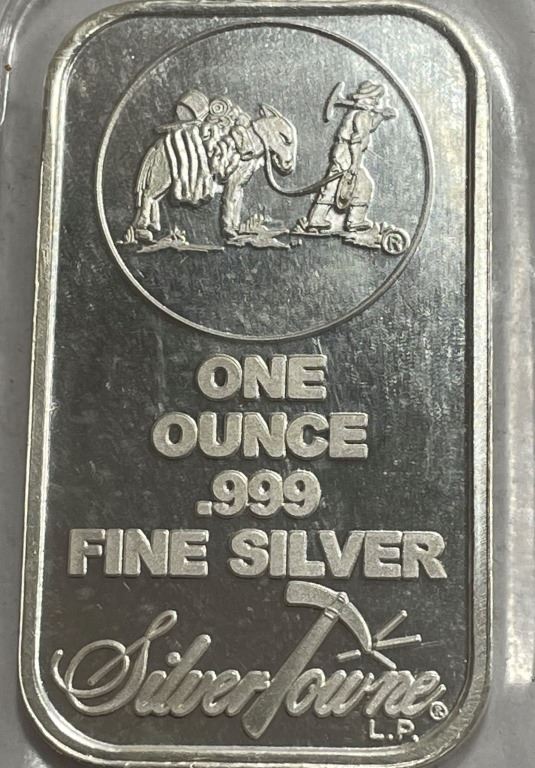 ®
ONE
OUNCE
.999
FINE SILVER
SilverTowne®
L.P.